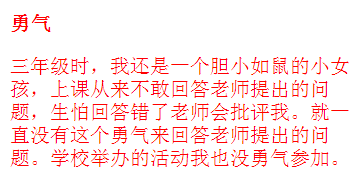 勇气
三年级时，我还是一个胆小如鼠的小女
孩，上课从来不敢回答老师提出的问
题，生怕回答错了老师会批评我。就一
直没有这个勇气来回答老师提出的问
题。学校举办的活动我也没勇气参加。